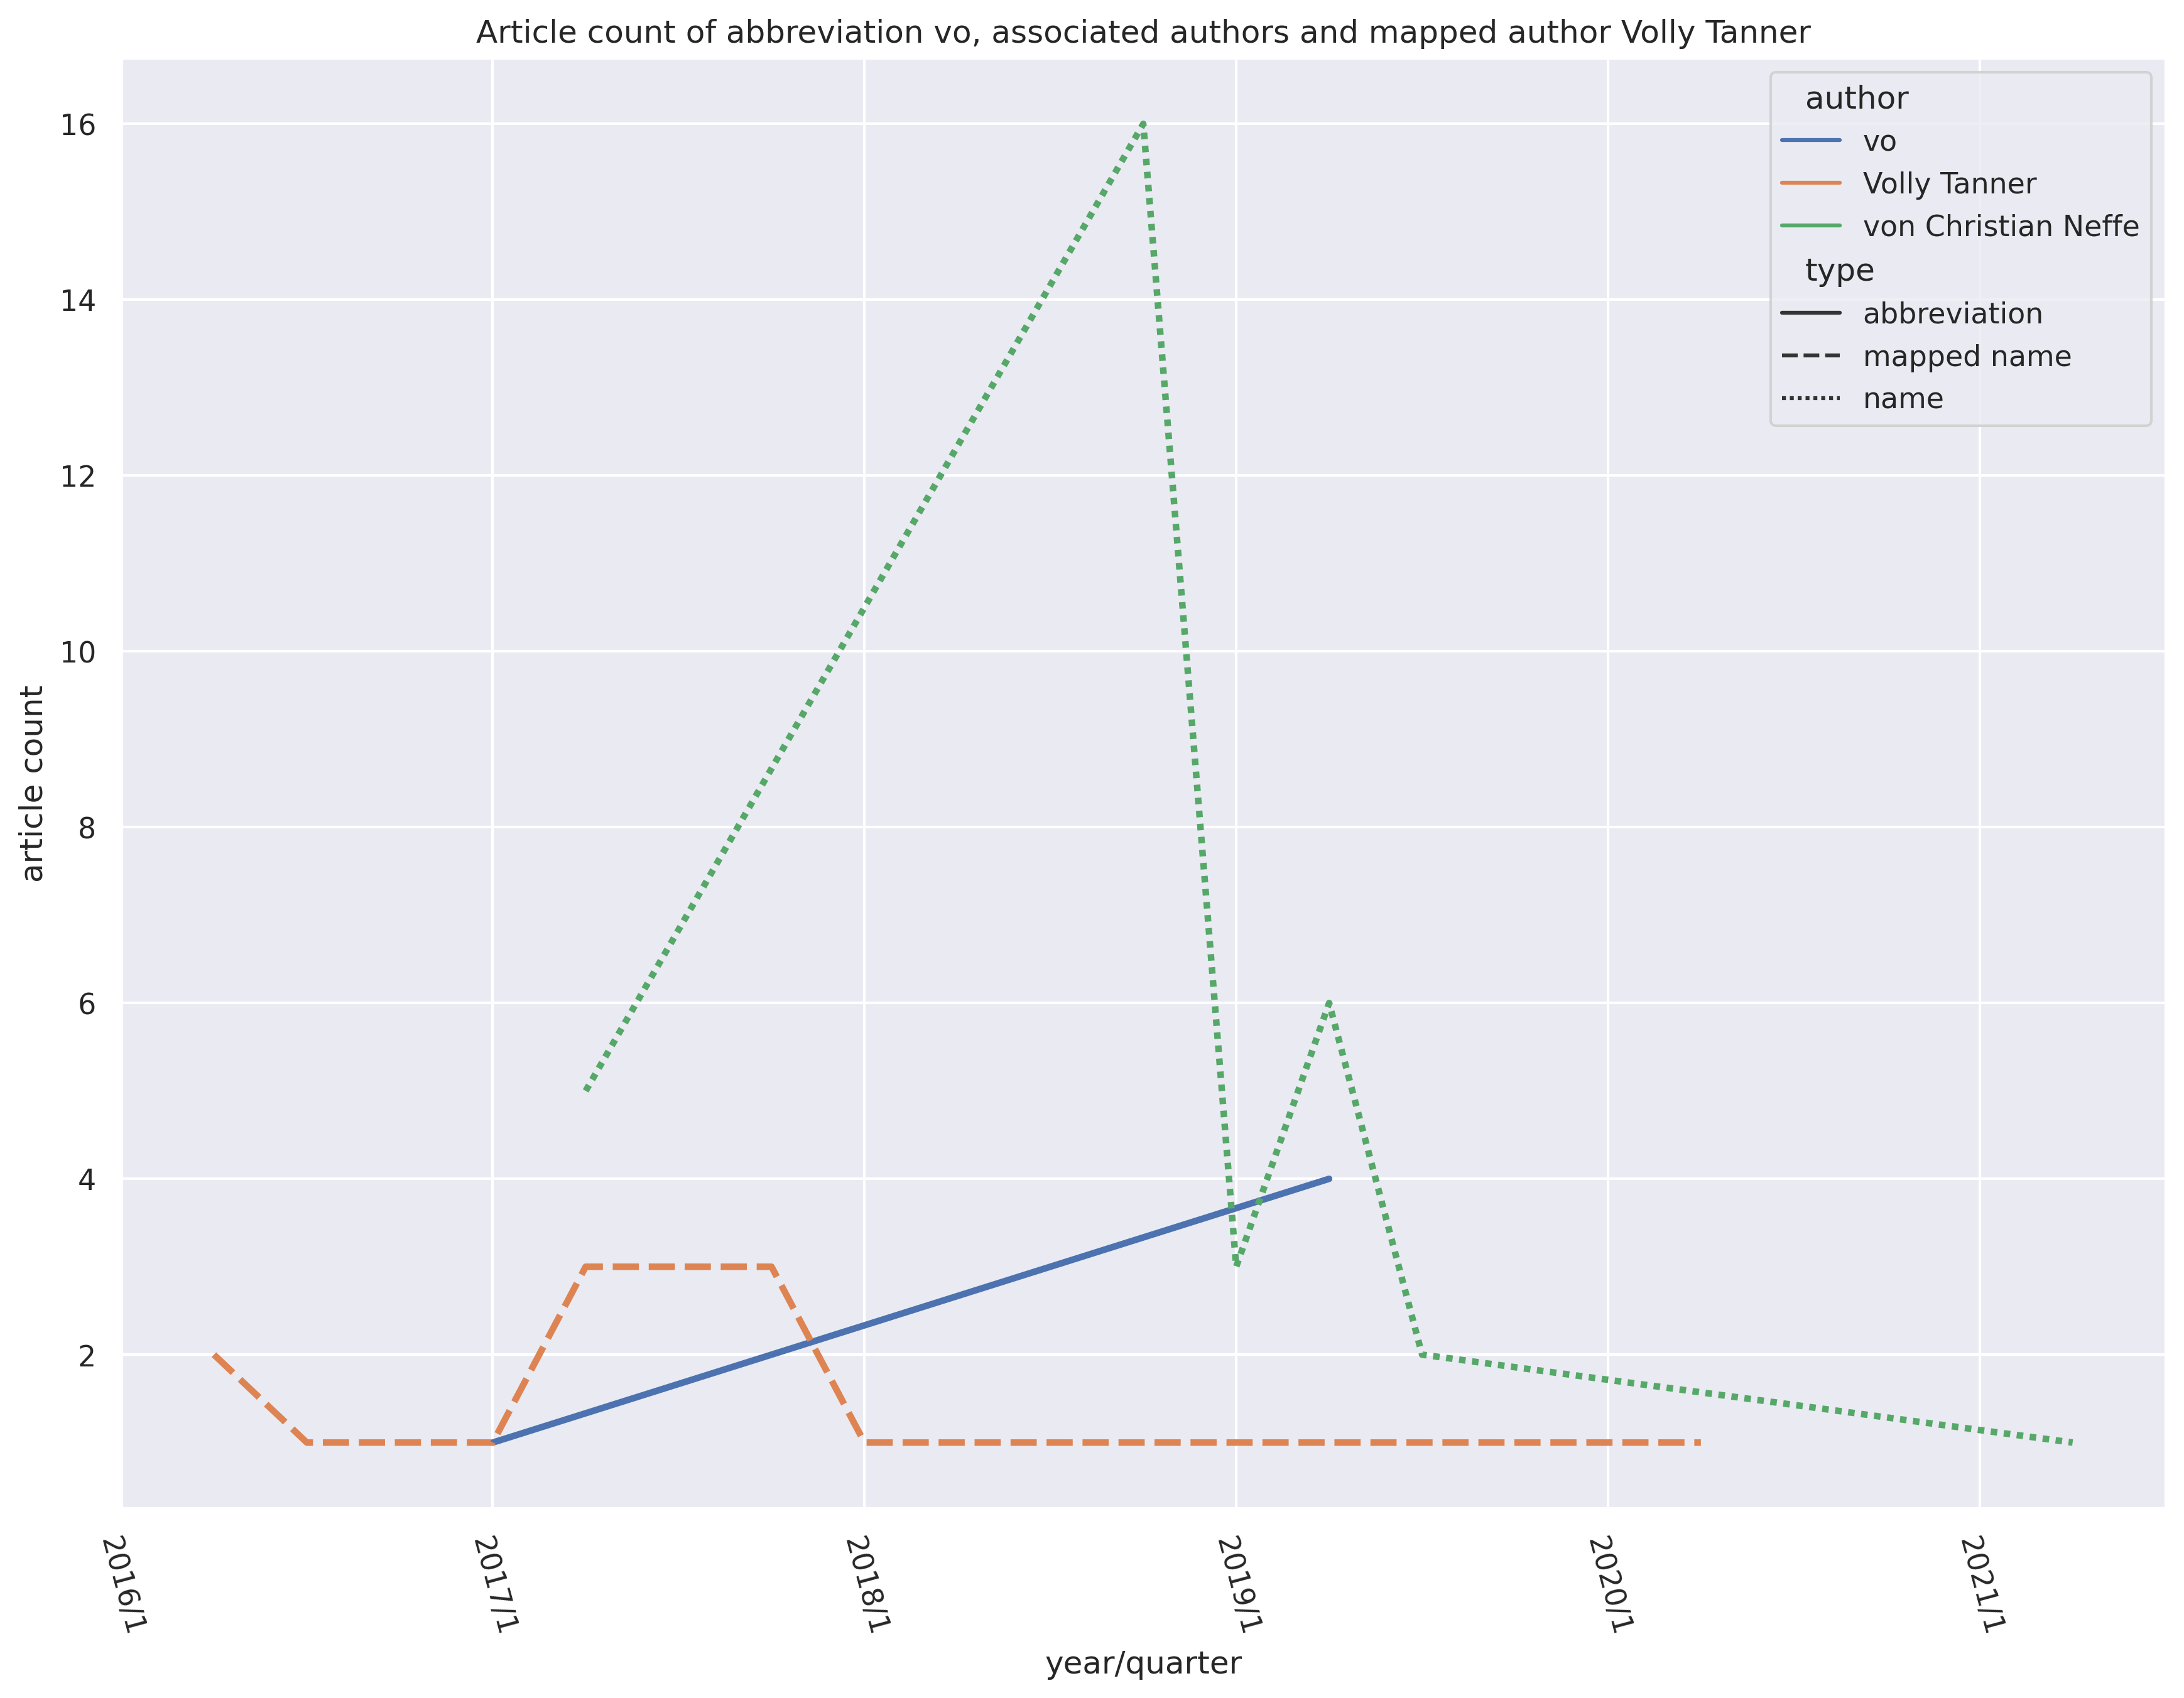 Article count of abbreviation vo, associated authors and mapped author Volly Tanner
author
vo
Volly Tanner
von Christian Neffe
type
abbreviation
mapped name
name
article count
16
14
12
10
8
6
4
2
2016/1
2017/1
2018/1
2019/1
2020/1
2021/1
year/quarter